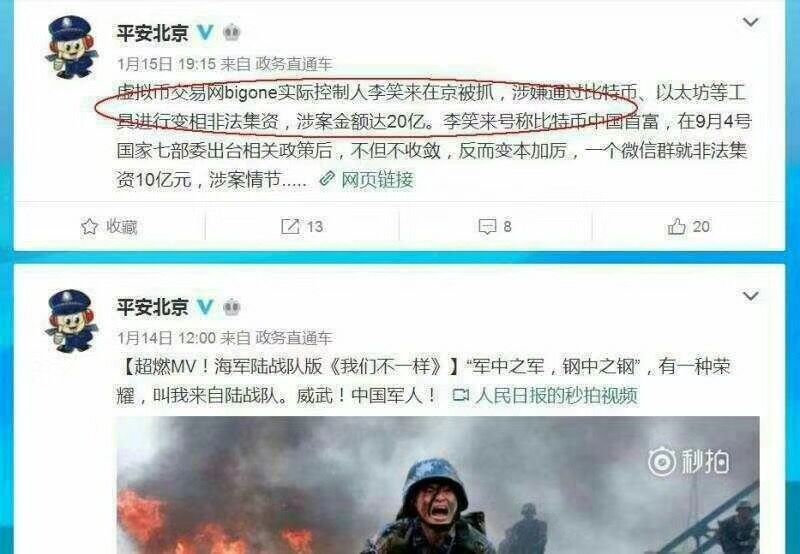 平安北京
1月15日 19:15 来自 政务直通车
虚拟币交易网bigone实际控制人李笑来在京被抓，涉嫌通过比特币、以太坊等工
具进行变相非法集资，涉案金额达20亿。李笑来号称比特币中国首富，在9月4号
国家七部委出台相关政策后，不但不收敛，反而变本加厉，一个微信群就非法集
资10亿元，涉案情节..... 网页链接
收藏 13 8 20
平安北京
1月14日 12:00 来自 政务直通车
【超燃MV！海军陆战队版《我们不一样》】“军中之军，钢中之钢”，有一种荣
耀，叫我来自陆战队。威武！中国军人！ 人民日报的秒拍视频
秒拍